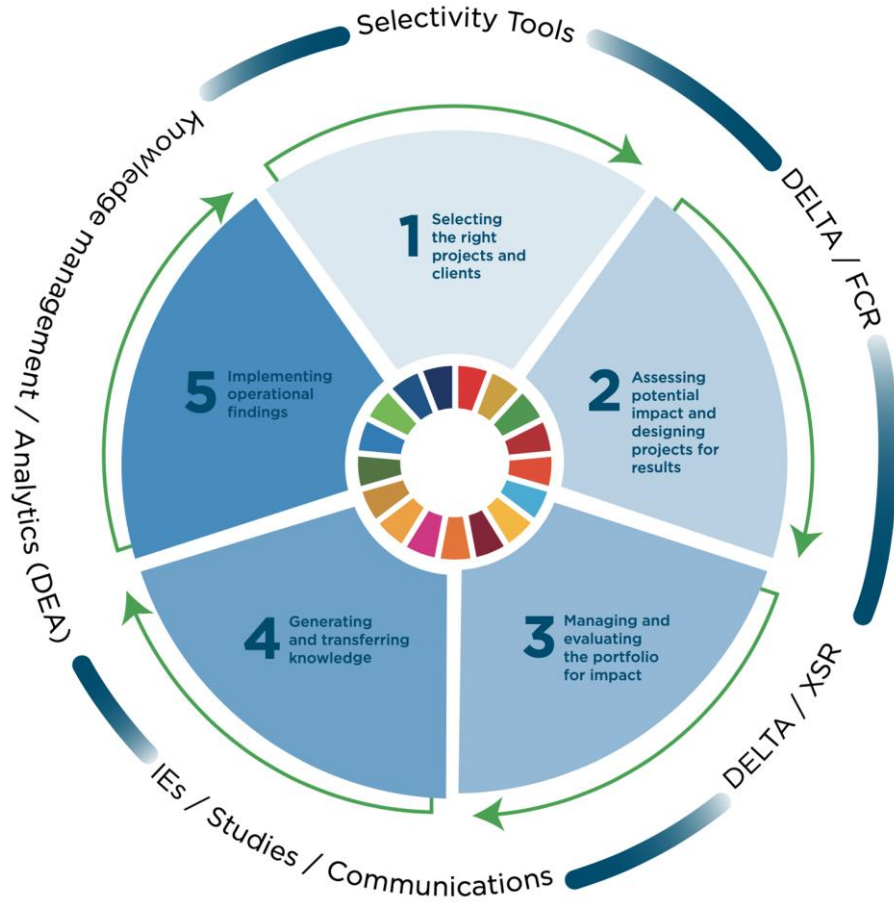 Selectivity Tools
DELTA / FCR
DELTA / XSR
IEs / Studies / Communications
Knowledge management / Analytics (DEA)
1
Selecting
the right
projects and
clients
2
Assessing
potential
impact and
designing
projects for
results
3
Managing and
evaluating
the portfolio
for impact
4
Generating
and transferring
knowledge
5
Implementing
operational
findings